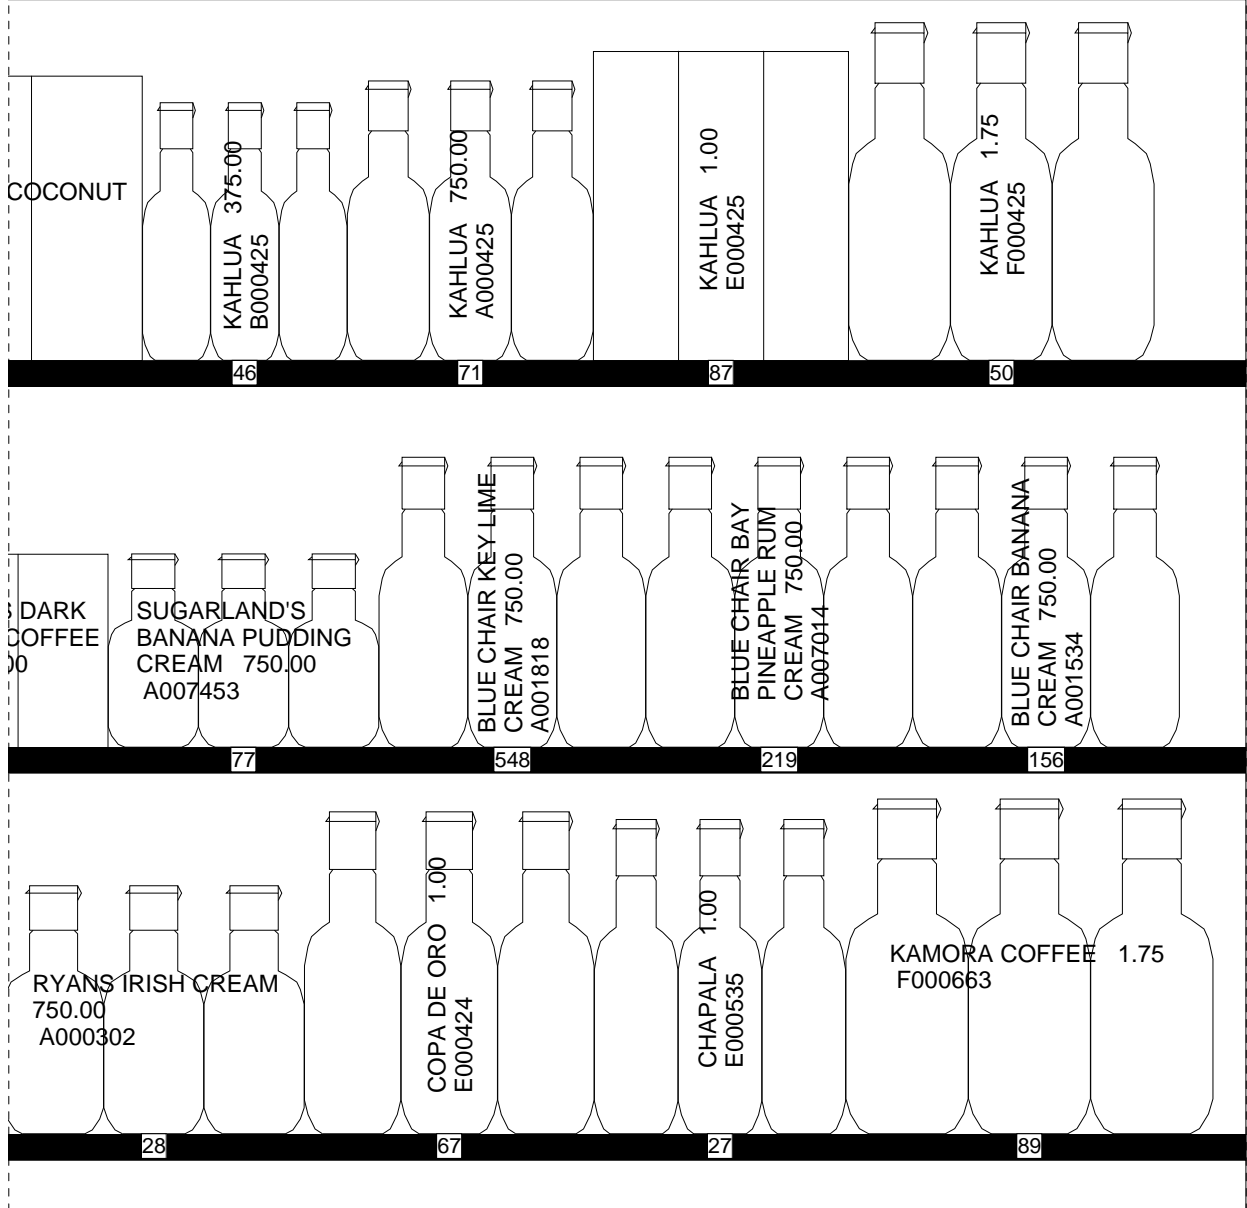 COCONUT
KAHLUA 375.00
B000425
KAHLUA 750.00
A000425
KAHLUA 1.00
E000425
KAHLUA 1.75
F000425
46
71
87
50
S DARK
COFFEE
00
SUGARLAND'S
BANANA PUDDING
CREAM 750.00
A007453
BLUE CHAIR KEY LIME
CREAM 750.00
A001818
BLUE CHAIR BAY
PINEAPPLE RUM
CREAM 750.00
A007014
BLUE CHAIR BANANA
CREAM 750.00
A001534
77
548
219
156
RYANS IRISH CREAM
750.00
A000302
COPA DE ORO 1.00
E000424
CHAPALA 1.00
E000535
KAMORA COFFEE 1.75
F000663
28
67
27
89